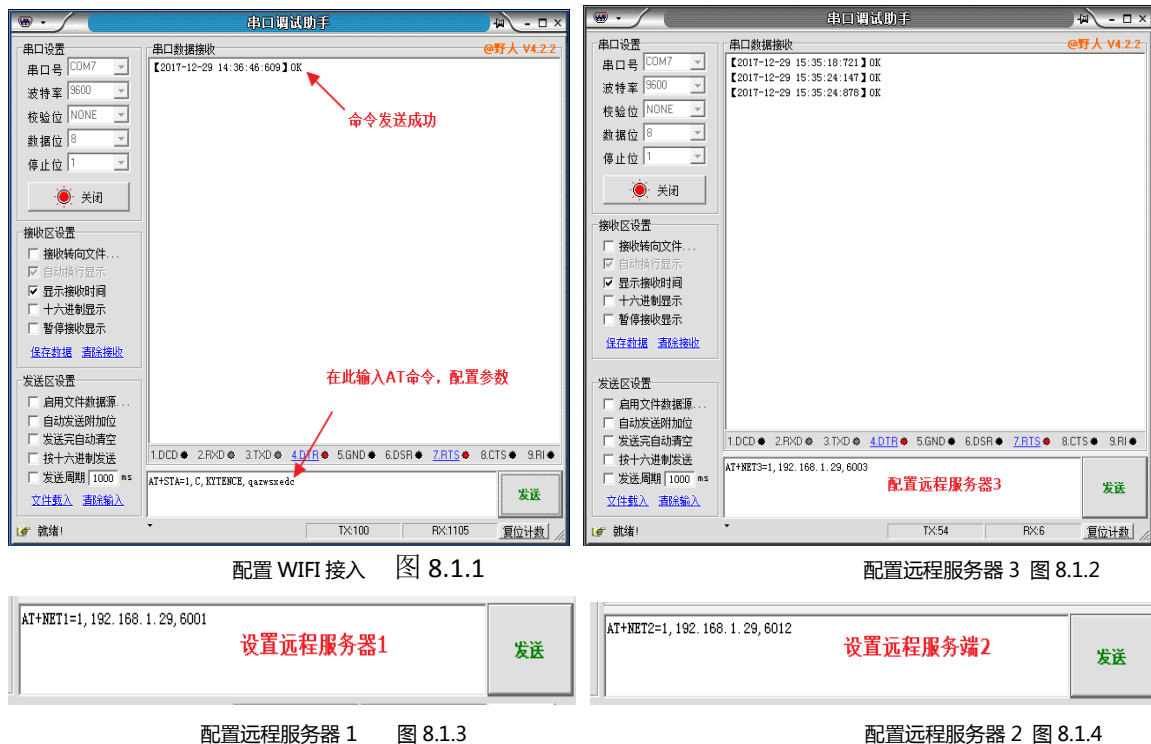 串口调试助手
串口设置
串口号 COM7
波特率 9600
校验位 NONE
数据位 8
停止位 1
关闭
接收区设置
接收转向文件...
自动换行显示
显示接收时间
十六进制显示
暂停接收显示
保存数据 清除接收
发送区设置
启用文件数据源...
自动发送附加位
发送完自动清空
按十六进制发送
发送周期 1000 ms
文件载入 清除输入
串口数据接收
@野人 V4.2.2
【2017-12-29 14:36:46:609】OK
命令发送成功
在此输入AT命令，配置参数
1.DCD 2.RXD 3.TXD 4.DTR 5.GND 6.DSR 7.RTS 8.CTS 9.RI
AT+STA=1,C,KYTENCE,qazwsxedc
发送
就绪!
TX:100 RX:1105 复位计数
配置 WIFI 接入 图 8.1.1
串口调试助手
串口设置
串口号 COM7
波特率 9600
校验位 NONE
数据位 8
停止位 1
关闭
接收区设置
接收转向文件...
自动换行显示
显示接收时间
十六进制显示
暂停接收显示
保存数据 清除接收
发送区设置
启用文件数据源...
自动发送附加位
发送完自动清空
按十六进制发送
发送周期 1000 ms
文件载入 清除输入
串口数据接收
@野人 V4.2.2
【2017-12-29 15:35:18:721】OK
【2017-12-29 15:35:24:147】OK
【2017-12-29 15:35:24:878】OK
1.DCD 2.RXD 3.TXD 4.DTR 5.GND 6.DSR 7.RTS 8.CTS 9.RI
AT+NET3=1,192.168.1.29,6003
配置远程服务器3
发送
就绪!
TX:54 RX:6 复位计数
配置远程服务器 3 图 8.1.2
AT+NET1=1,192.168.1.29,6001
设置远程服务器1
发送
配置远程服务器 1 图 8.1.3
AT+NET2=1,192.168.1.29,6012
设置远程服务端2
发送
配置远程服务器 2 图 8.1.4